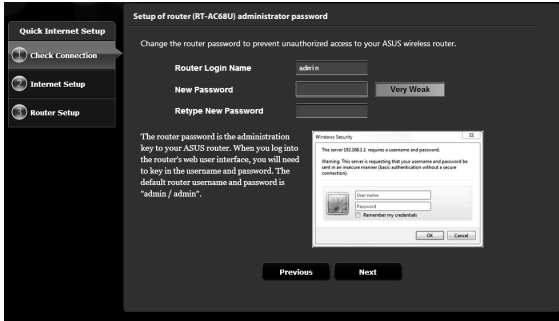 Setup of router (RT-AC68U) administrator password
Quick Internet Setup
1 Check Connection
2 Internet Setup
3 Router Setup
Change the router password to prevent unauthorized access to your ASUS wireless router.
Router Login Name admin
New Password Very Weak
Retype New Password
The router password is the administration
key to your ASUS router. When you log into
the router's web user interface, you will need
to key in the username and password. The
default router username and password is
"admin / admin".
Windows Security
The server 192.168.1.1 requires a username and password.
Warning: This server is requesting that your username and password be
sent in an insecure manner (basic authentication without a secure
connection).
User name
Password
Remember my credentials
OK Cancel
Previous Next